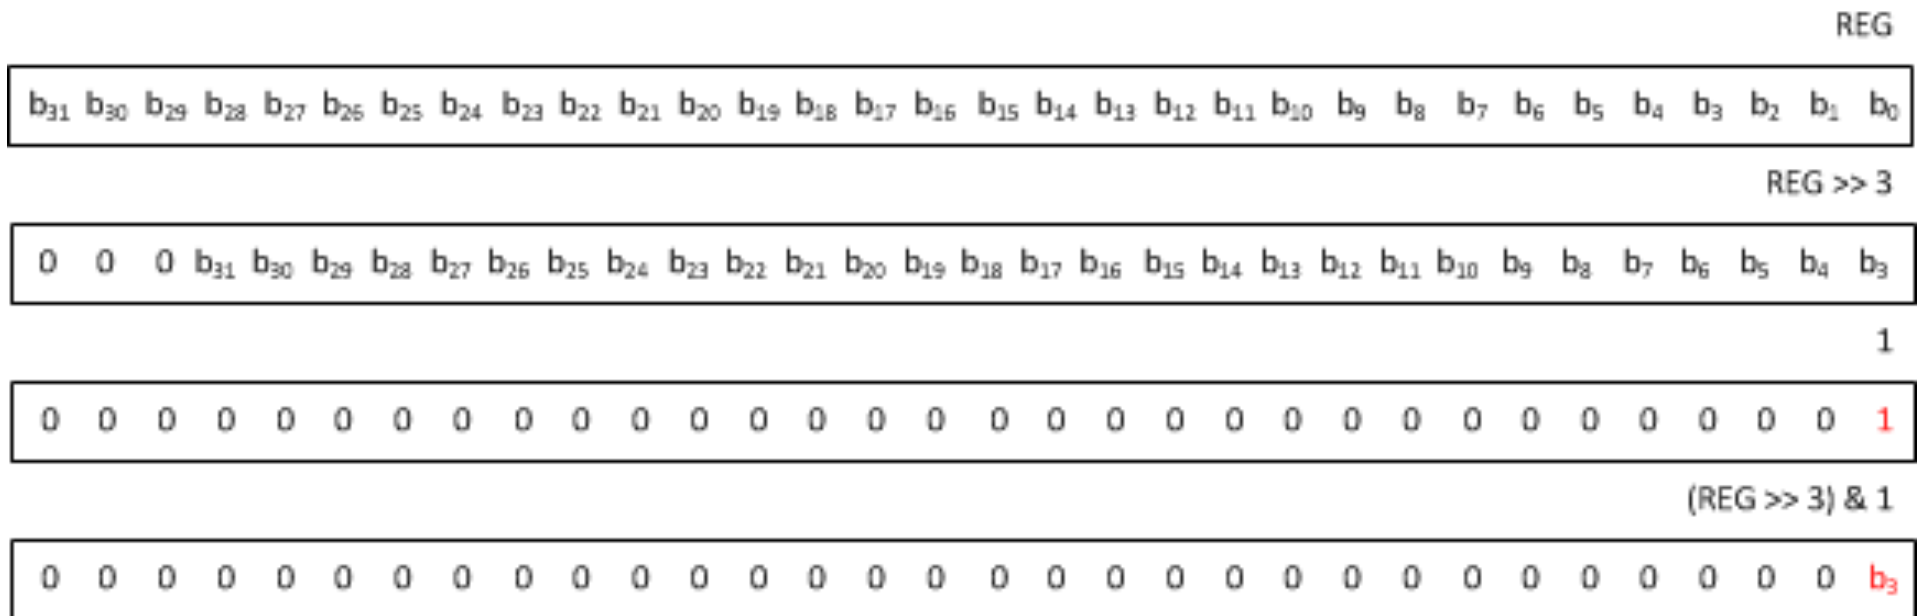 REG
b₃₁ b₃₀ b₂₉ b₂₈ b₂₇ b₂₆ b₂₅ b₂₄ b₂₃ b₂₂ b₂₁ b₂₀ b₁₉ b₁₈ b₁₇ b₁₆ b₁₅ b₁₄ b₁₃ b₁₂ b₁₁ b₁₀ b₉ b₈ b₇ b₆ b₅ b₄ b₃ b₂ b₁ b₀
REG >> 3
0 0 0 b₃₁ b₃₀ b₂₉ b₂₈ b₂₇ b₂₆ b₂₅ b₂₄ b₂₃ b₂₂ b₂₁ b₂₀ b₁₉ b₁₈ b₁₇ b₁₆ b₁₅ b₁₄ b₁₃ b₁₂ b₁₁ b₁₀ b₉ b₈ b₇ b₆ b₅ b₄ b₃
1
0 0 0 0 0 0 0 0 0 0 0 0 0 0 0 0 0 0 0 0 0 0 0 0 0 0 0 0 0 0 0 1
(REG >> 3) & 1
0 0 0 0 0 0 0 0 0 0 0 0 0 0 0 0 0 0 0 0 0 0 0 0 0 0 0 0 0 0 0 b₃